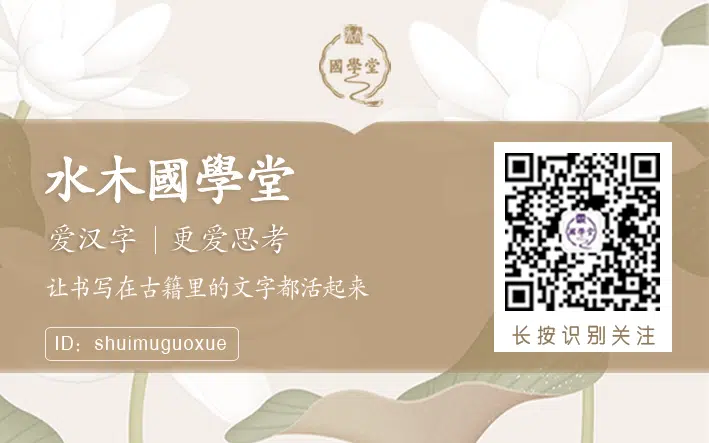 國學堂
水木國學堂
爱汉字｜更爱思考
让书写在古籍里的文字都活起来
ID：shuimuguoxue
國學堂
长按识别关注